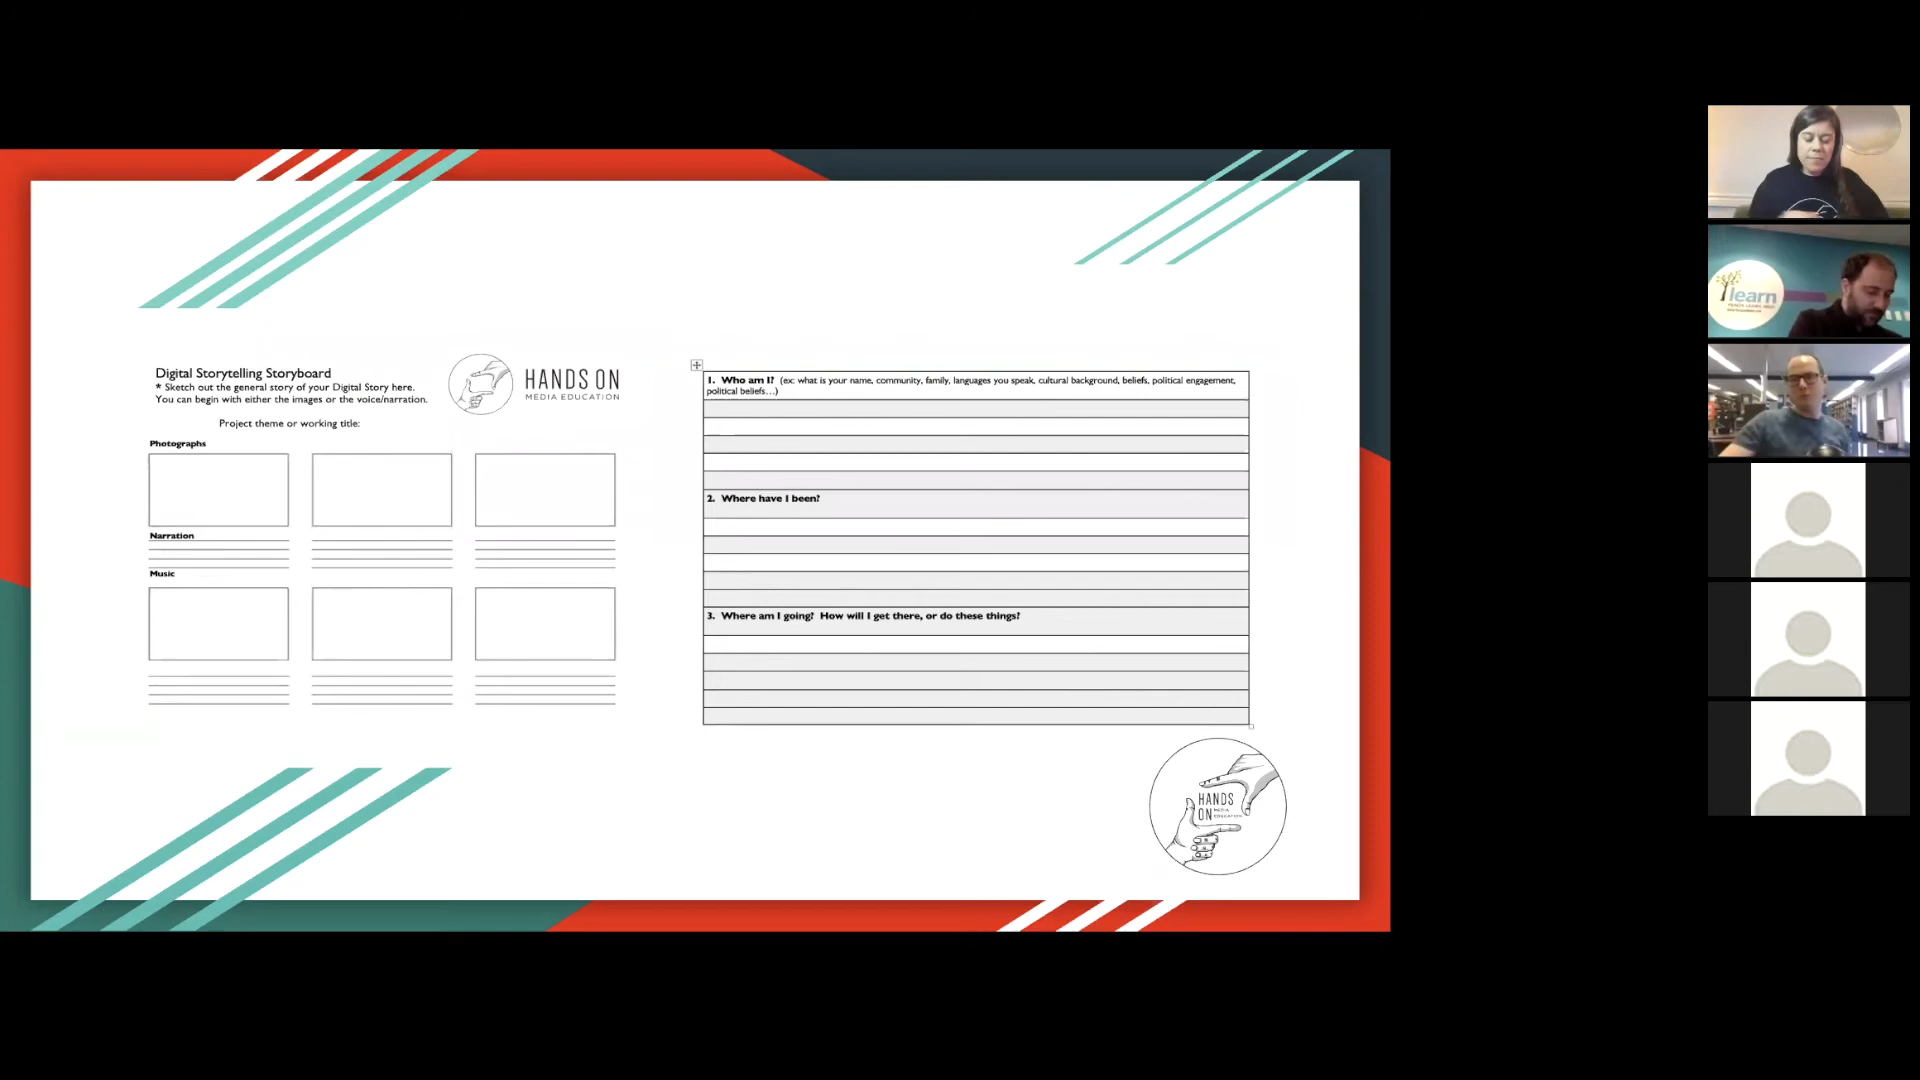 Digital Storytelling Storyboard
* Sketch out the general story of your Digital Story here.
You can begin with either the images or the voice/narration.
HANDS ON
MEDIA EDUCATION
Project theme or working title:
Photographs
Narration
Music
1. Who am I? (ex: what is your name, community, family, languages you speak, cultural background, beliefs, political engagement,
political beliefs...)
2. Where have I been?
3. Where am I going? How will I get there, or do these things?
HANDS
ON
MEDIA
EDUCATION
learn